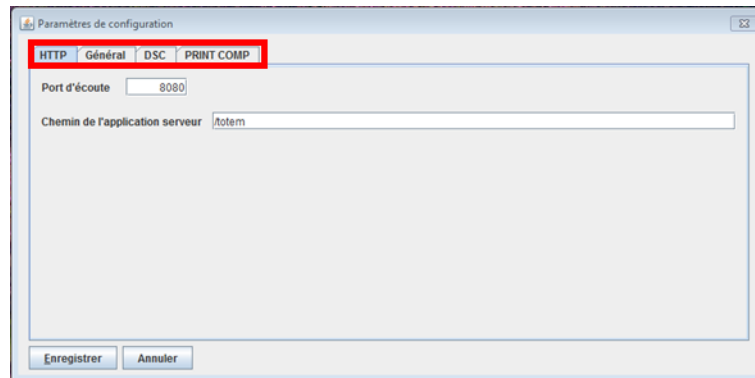 Paramètres de configuration
HTTP Général DSC PRINT COMP
Port d'écoute 8080
Chemin de l'application serveur /totem
Enregistrer Annuler